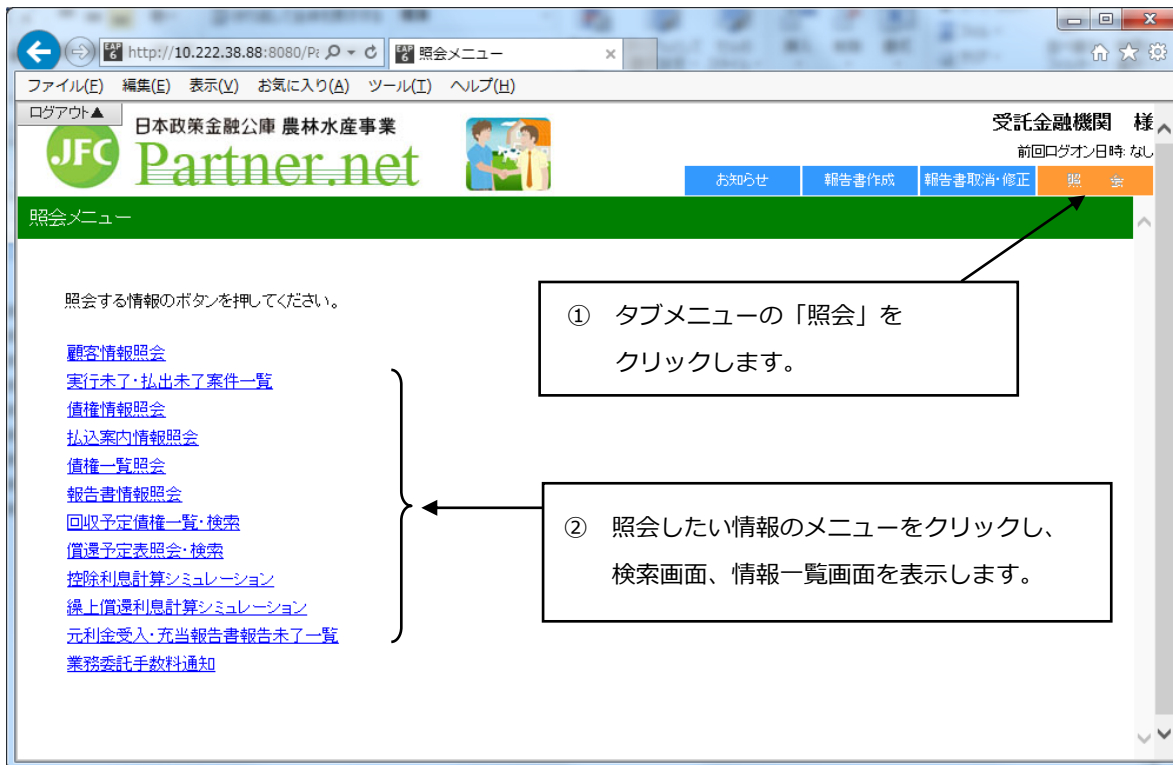 http://10.222.38.88:8080/Pa
照会メニュー
ファイル(F) 編集(E) 表示(V) お気に入り(A) ツール(T) ヘルプ(H)
ログアウト▲
日本政策金融公庫 農林水産事業
JFC
Partner.net
受託金融機関 様
前回ログオン日時: なし
お知らせ 報告書作成 報告書取消・修正 照 会
照会メニュー
照会する情報のボタンを押してください。
① タブメニューの「照会」を
クリックします。
顧客情報照会
実行未了・払出未了案件一覧
債権情報照会
払込案内情報照会
債権一覧照会
報告書情報照会
回収予定債権一覧・検索
償還予定表照会・検索
控除利息計算シミュレーション
繰上償還利息計算シミュレーション
元利金受入・充当報告書報告未了一覧
業務委託手数料通知
② 照会したい情報のメニューをクリックし、
検索画面、情報一覧画面を表示します。